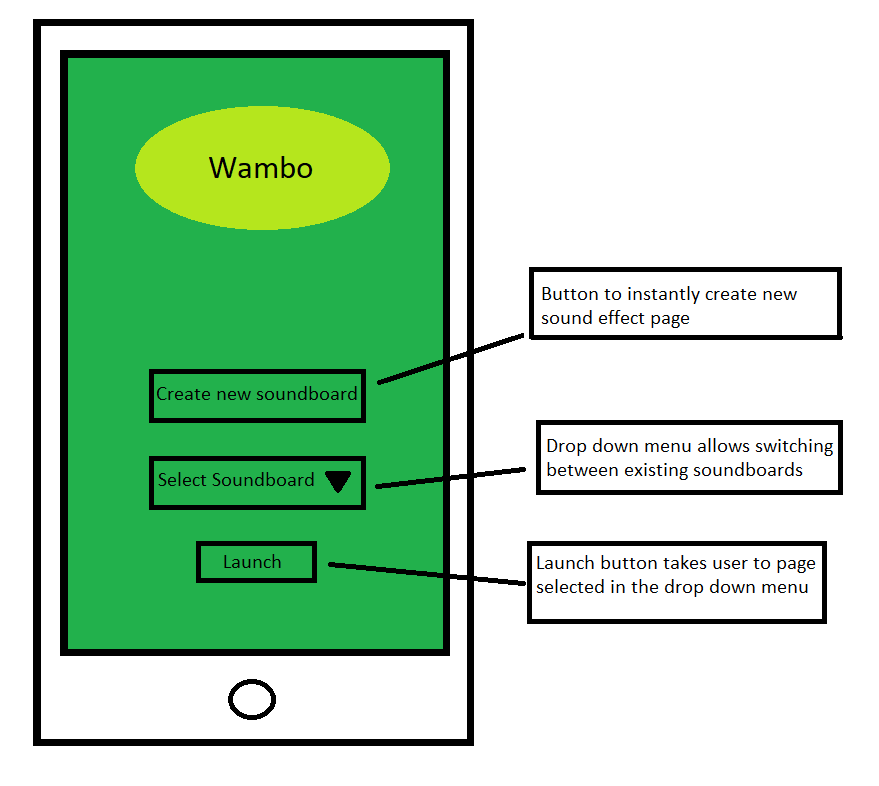 Wambo
Button to instantly create new
sound effect page
Create new soundboard
Drop down menu allows switching
between existing soundboards
Select Soundboard
Launch button takes user to page
selected in the drop down menu
Launch